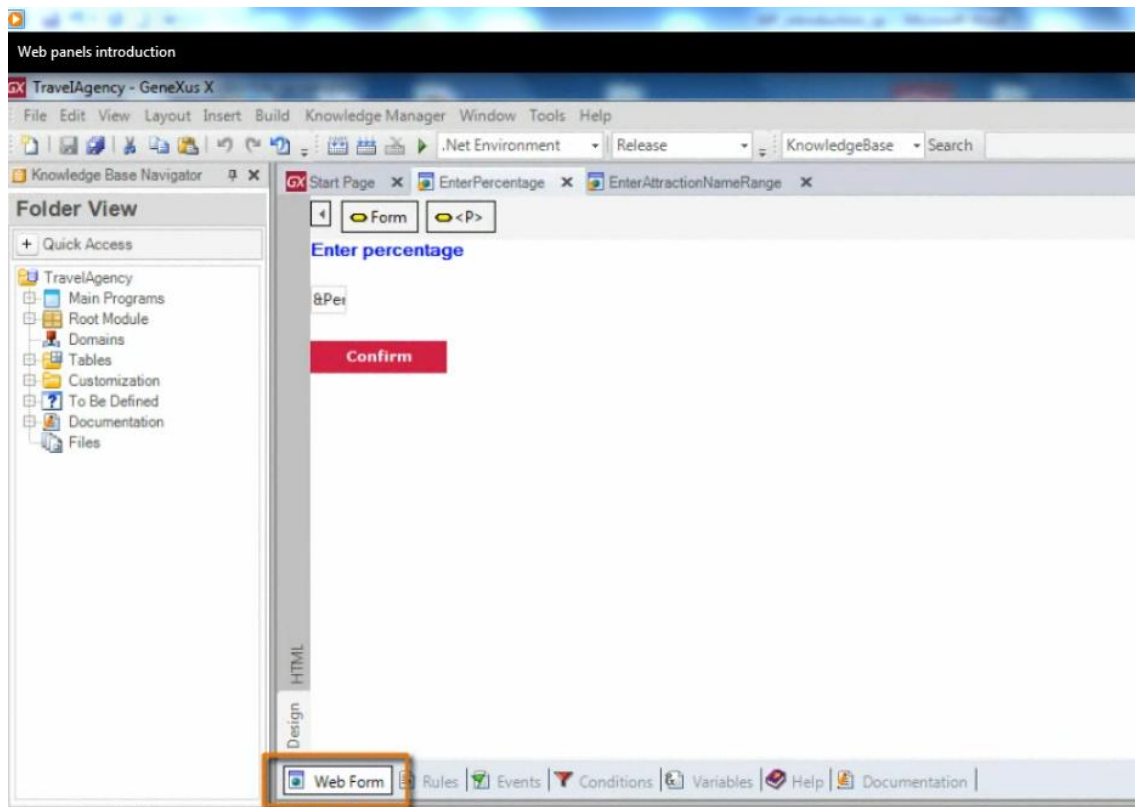 Web panels introduction
GX TravelAgency - GeneXus X
File Edit View Layout Insert Build Knowledge Manager Window Tools Help
.Net Environment Release KnowledgeBase Search
Knowledge Base Navigator
GX Start Page EnterPercentage EnterAttractionNameRange
Folder View
Form <P>
+ Quick Access
Enter percentage
TravelAgency
Main Programs
&Per
Root Module
Domains
Confirm
Tables
Customization
To Be Defined
Documentation
Files
HTML
Design
Web Form Rules Events Conditions Variables Help Documentation